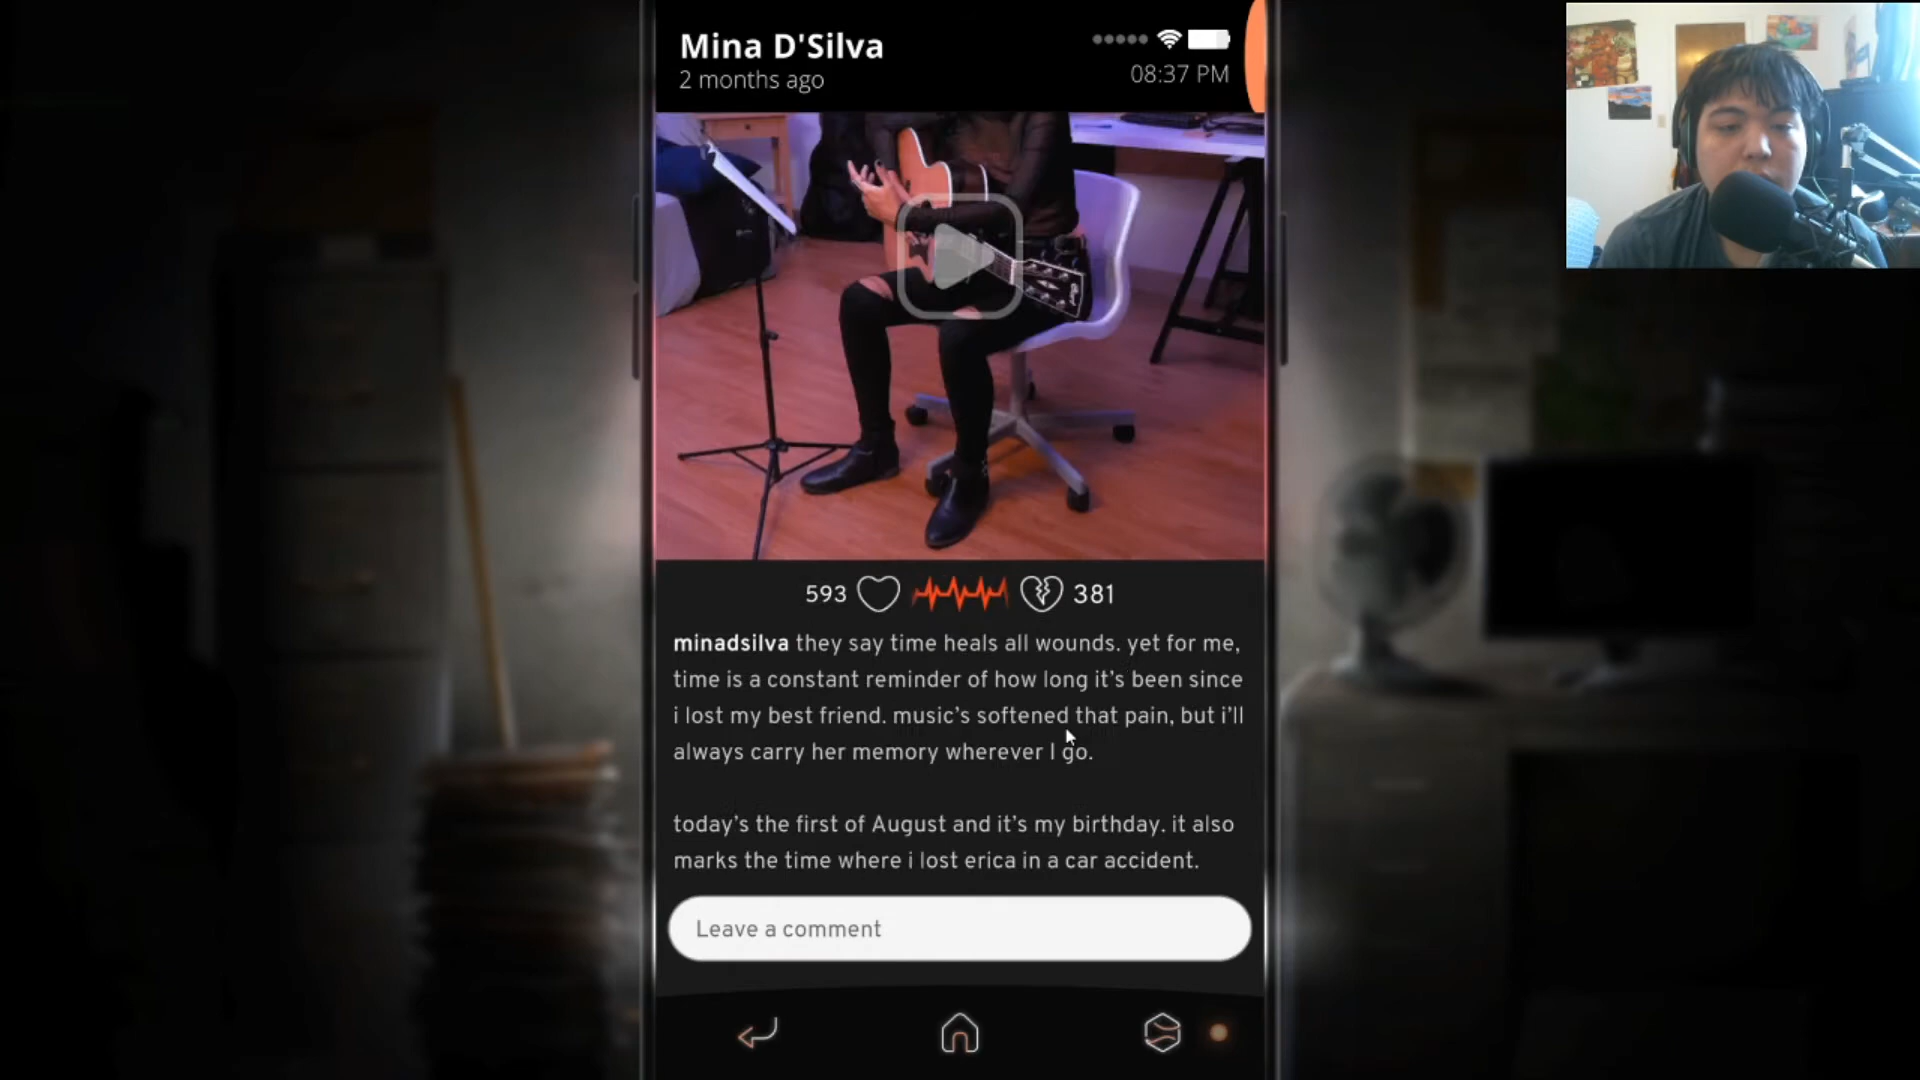 Mina D'Silva
2 months ago
08:37 PM
593
381
minadsilva they say time heals all wounds. yet for me,
time is a constant reminder of how long it's been since
i lost my best friend. music's softened that pain, but i'll
always carry her memory wherever I go.
today's the first of August and it's my birthday. it also
marks the time where i lost erica in a car accident.
Leave a comment